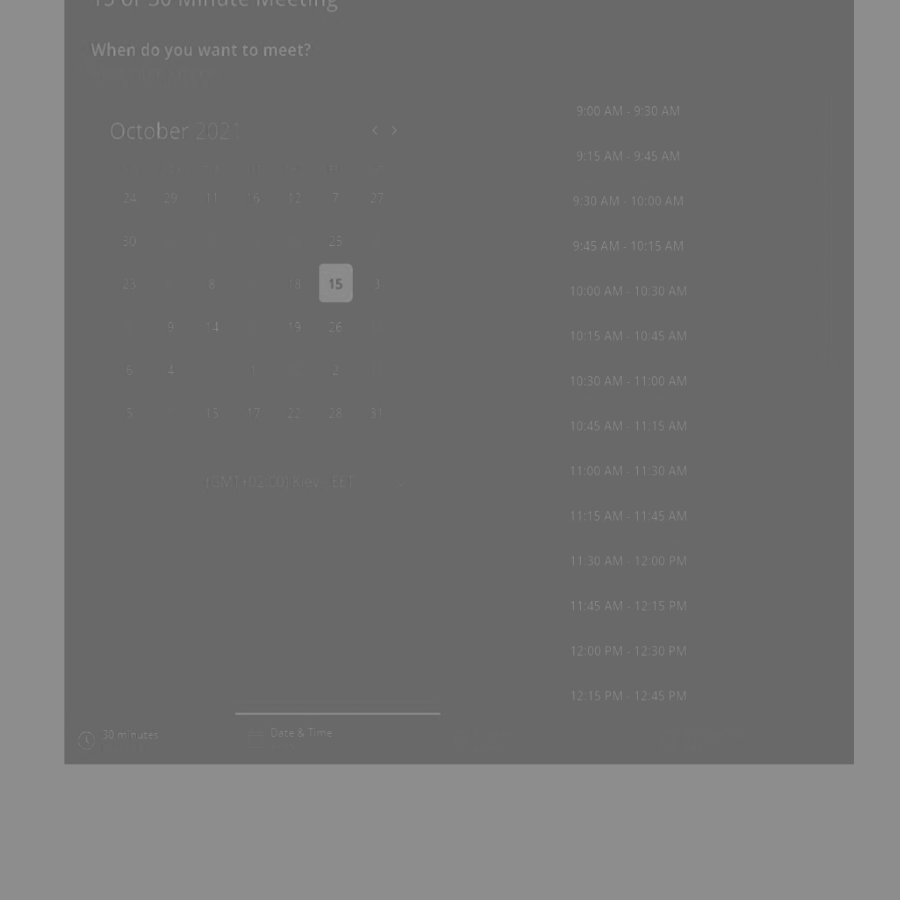 15 or 30 Minute Meeting
When do you want to meet?
October 2021
24 29 11 16 12 7 27
30 25
23 8 18 15 3
9 14 19 26
6 4 1 2
5 15 17 22 28 31
(GMT+02:00) Kiev EET
9:00 AM - 9:30 AM
9:15 AM - 9:45 AM
9:30 AM - 10:00 AM
9:45 AM - 10:15 AM
10:00 AM - 10:30 AM
10:15 AM - 10:45 AM
10:30 AM - 11:00 AM
10:45 AM - 11:15 AM
11:00 AM - 11:30 AM
11:15 AM - 11:45 AM
11:30 AM - 12:00 PM
11:45 AM - 12:15 PM
12:00 PM - 12:30 PM
12:15 PM - 12:45 PM
30 minutes
Date & Time